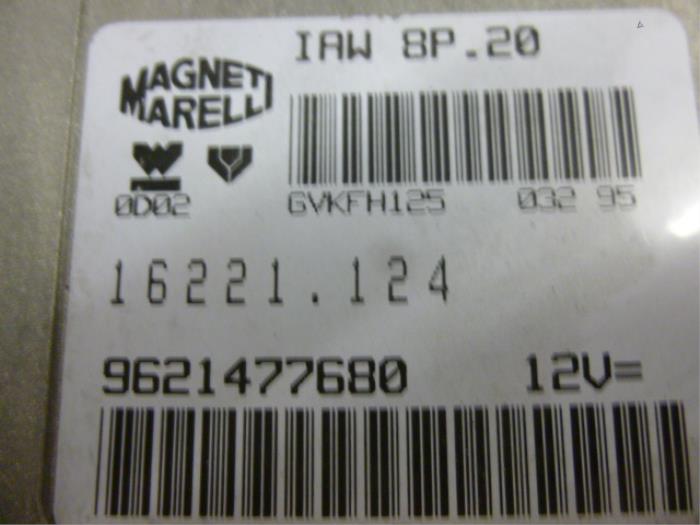 IAW 8P.20
MAGNETI
MARELLI
0D02
GVKFH125 032 95
16221.124
9621477680 12V=